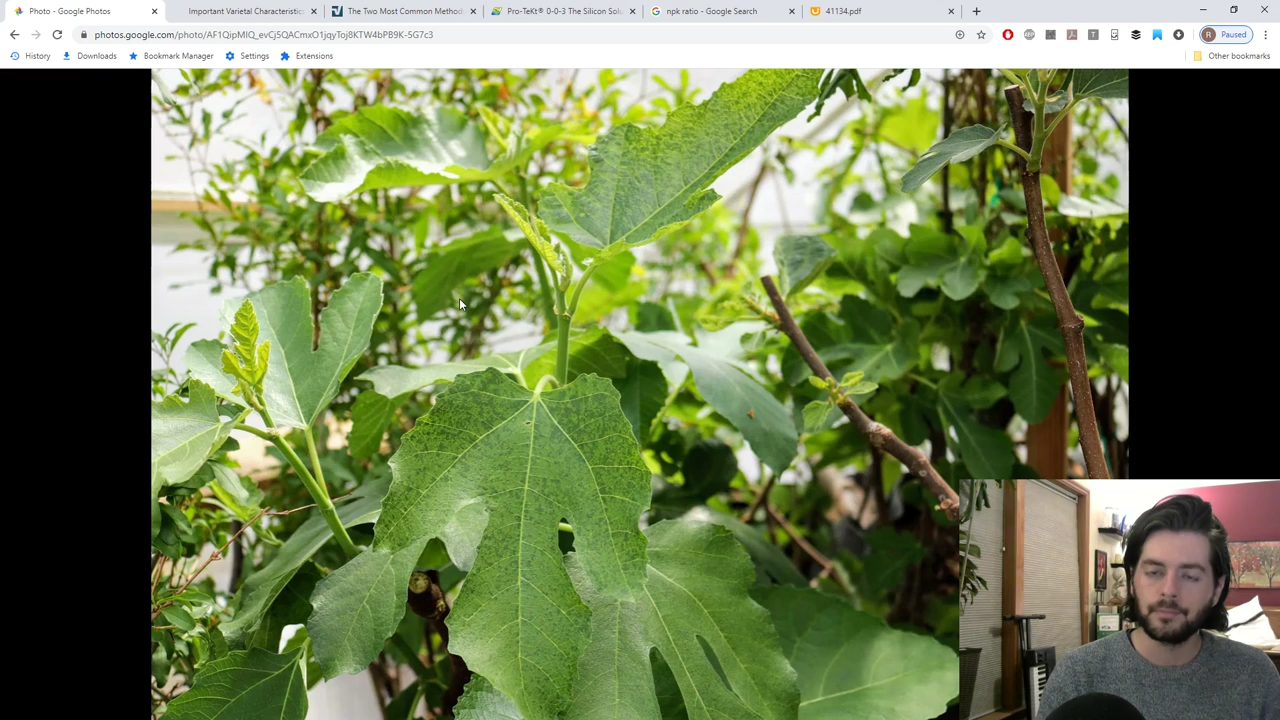 Photo - Google Photos
Important Varietal Characteristic
The Two Most Common Method
Pro-TeKt® 0-0-3 The Silicon Solu
npk ratio - Google Search
41134.pdf
photos.google.com/photo/AF1QipMIQ_evCj5QACmxO1jqyToj8KTW4bPB9K-5G7c3
R Paused
History
Downloads
Bookmark Manager
Settings
Extensions
Other bookmarks